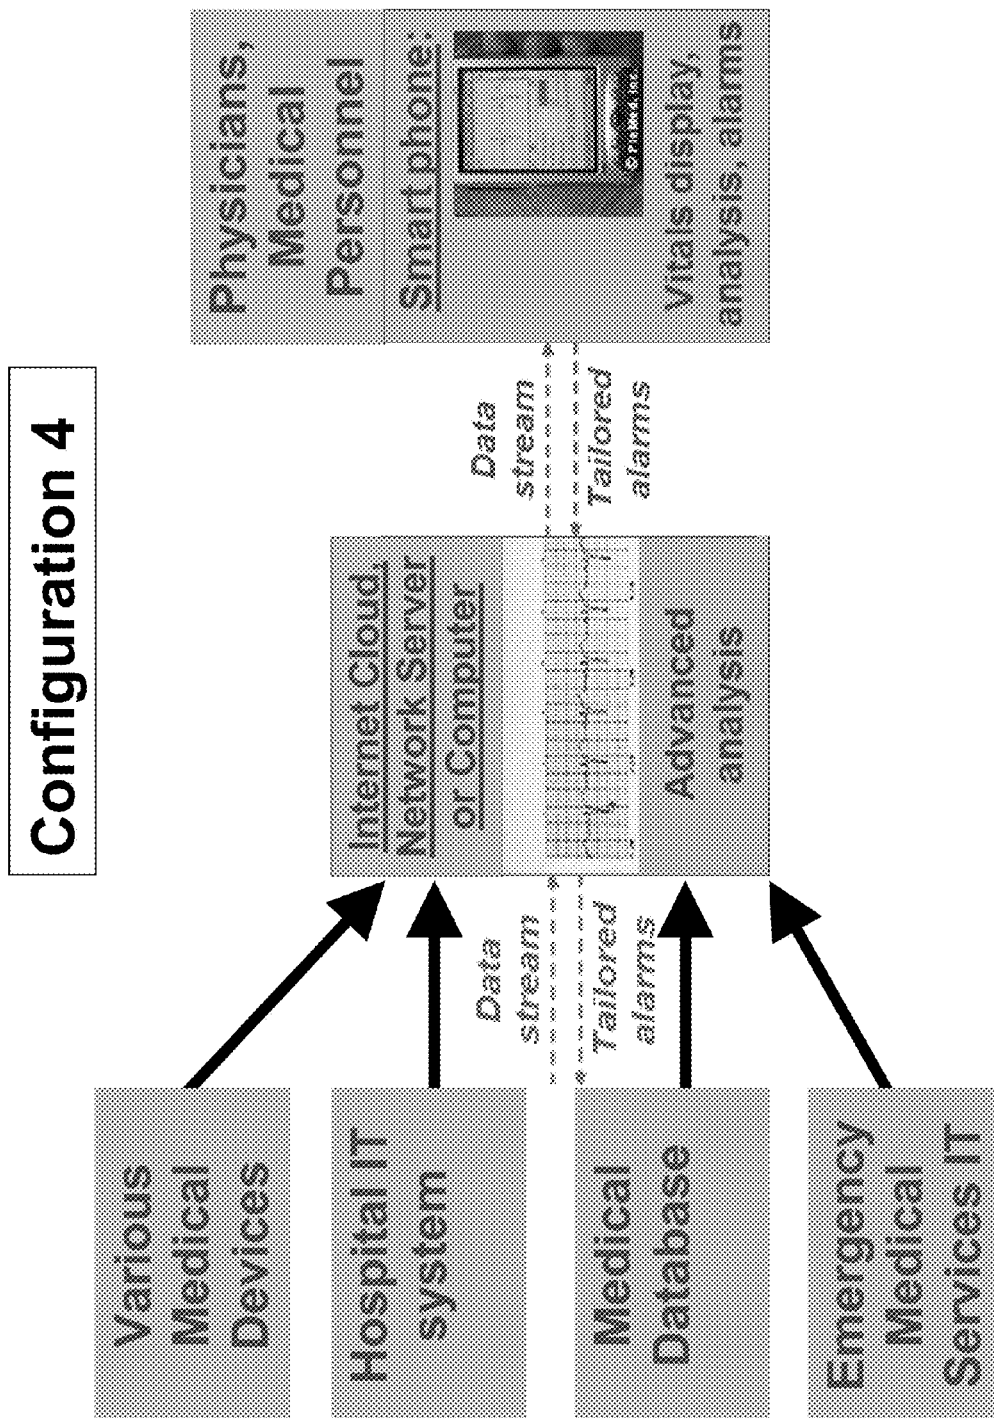 Configuration 4
Various
Medical
Devices
Hospital IT
system
Medical
Database
Emergency
Medical
Services IT
Data
stream
Tailored
alarms
Internet Cloud,
Network Server
or Computer
Advanced
analysis
Data
stream
Tailored
alarms
Physicians,
Medical
Personnel
Smart phone:
Vitals display,
analysis, alarms